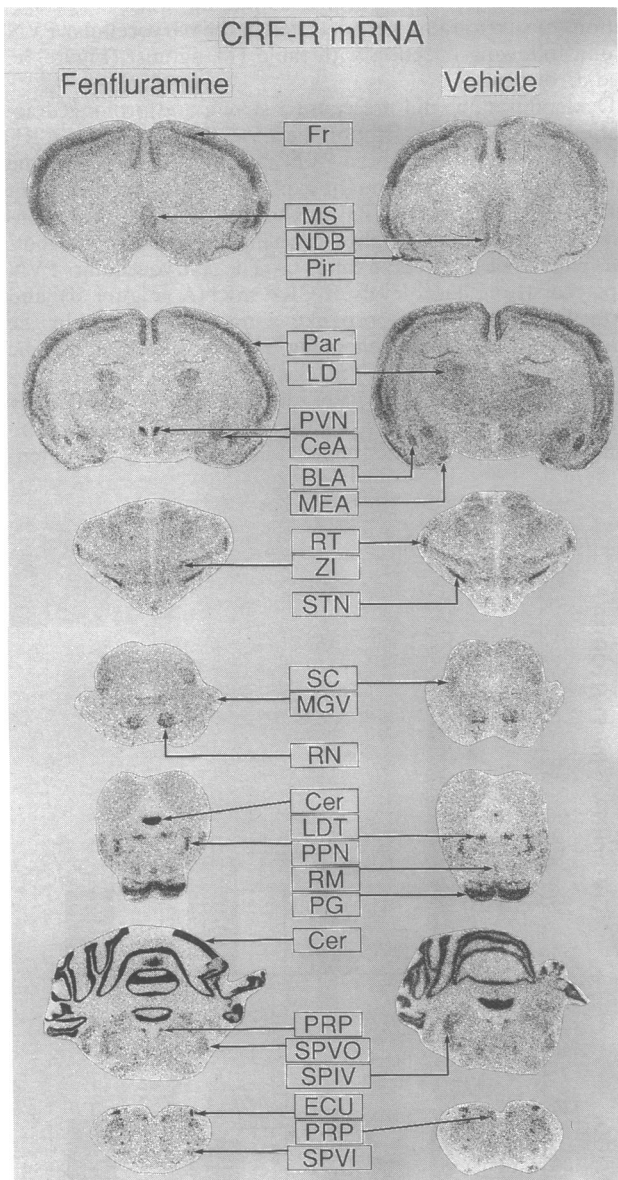 CRF-R mRNA
Fenfluramine
Vehicle
Fr
MS
NDB
Pir
Par
LD
PVN
CeA
BLA
MEA
RT
ZI
STN
SC
MGV
RN
Cer
LDT
PPN
RM
PG
Cer
PRP
SPVO
SPIV
ECU
PRP
SPVI